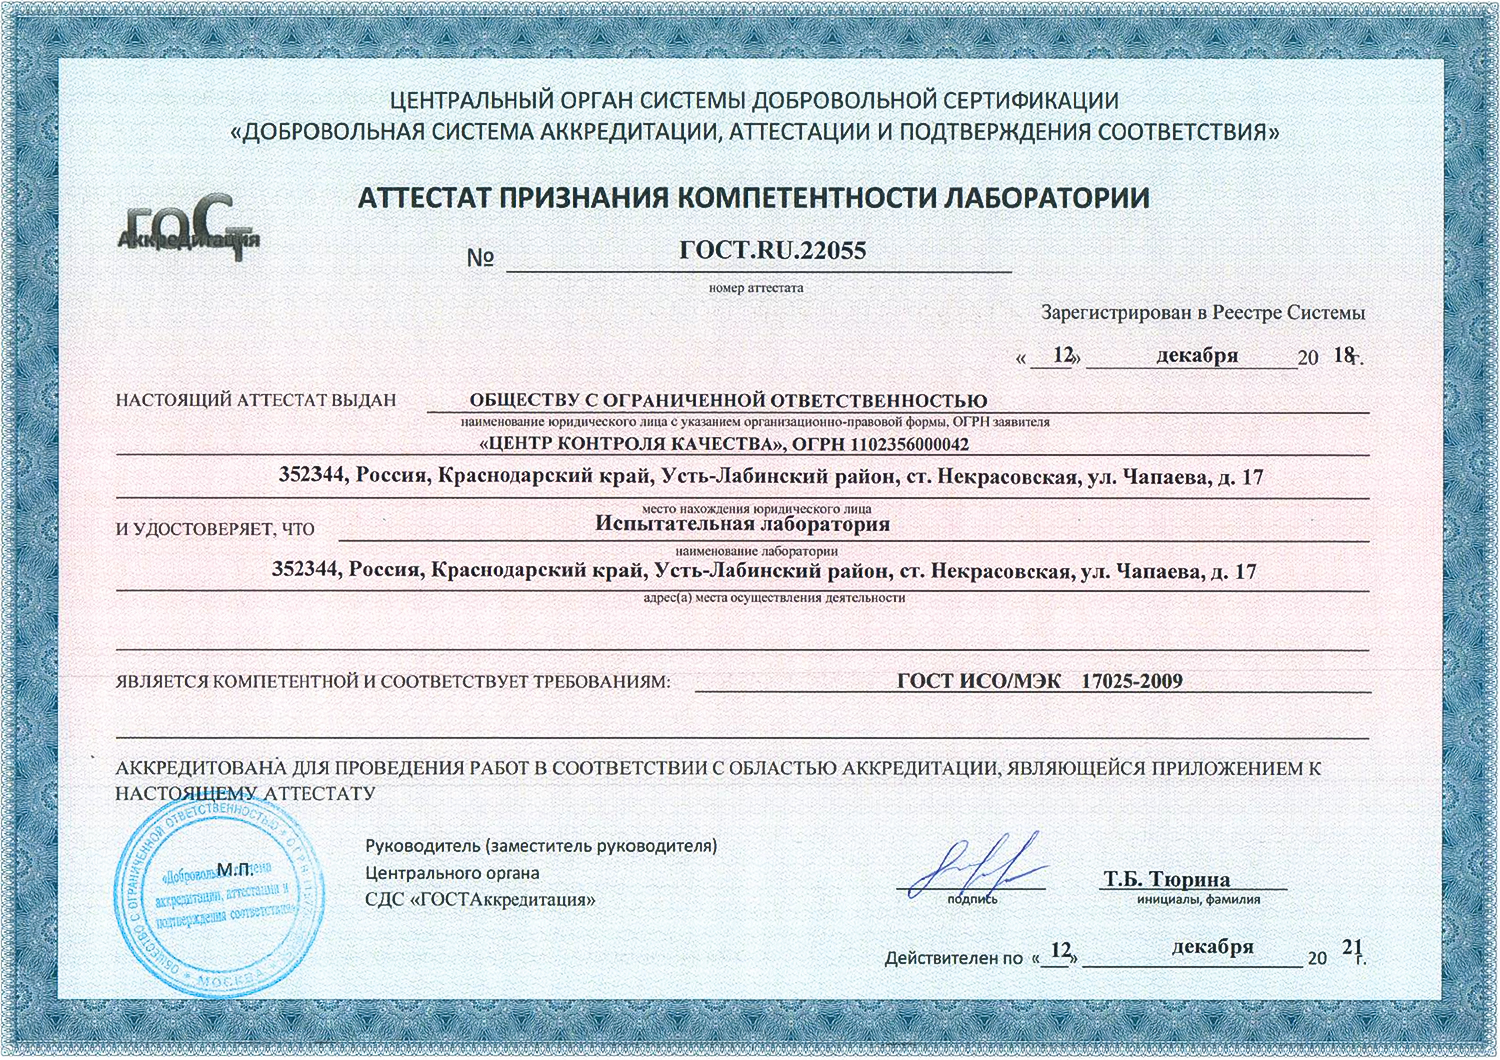 ЦЕНТРАЛЬНЫЙ ОРГАН СИСТЕМЫ ДОБРОВОЛЬНОЙ СЕРТИФИКАЦИИ
«ДОБРОВОЛЬНАЯ СИСТЕМА АККРЕДИТАЦИИ, АТТЕСТАЦИИ И ПОДТВЕРЖДЕНИЯ СООТВЕТСТВИЯ»
АТТЕСТАТ ПРИЗНАНИЯ КОМПЕТЕНТНОСТИ ЛАБОРАТОРИИ
ГОСТ
Аккредитация
№ ГОСТ.RU.22055
номер аттестата
Зарегистрирован в Реестре Системы
« 12» декабря 20 18г.
НАСТОЯЩИЙ АТТЕСТАТ ВЫДАН ОБЩЕСТВУ С ОГРАНИЧЕННОЙ ОТВЕТСТВЕННОСТЬЮ
наименование юридического лица с указанием организационно-правовой формы, ОГРН заявителя
«ЦЕНТР КОНТРОЛЯ КАЧЕСТВА», ОГРН 1102356000042
352344, Россия, Краснодарский край, Усть-Лабинский район, ст. Некрасовская, ул. Чапаева, д. 17
место нахождения юридического лица
И УДОСТОВЕРЯЕТ, ЧТО Испытательная лаборатория
наименование лаборатории
352344, Россия, Краснодарский край, Усть-Лабинский район, ст. Некрасовская, ул. Чапаева, д. 17
адрес(а) места осуществления деятельности
ЯВЛЯЕТСЯ КОМПЕТЕНТНОЙ И СООТВЕТСТВУЕТ ТРЕБОВАНИЯМ: ГОСТ ИСО/МЭК 17025-2009
АККРЕДИТОВАНА ДЛЯ ПРОВЕДЕНИЯ РАБОТ В СООТВЕТСТВИИ С ОБЛАСТЬЮ АККРЕДИТАЦИИ, ЯВЛЯЮЩЕЙСЯ ПРИЛОЖЕНИЕМ К
НАСТОЯЩЕМУ АТТЕСТАТУ
ОБЩЕСТВО С ОГРАНИЧЕННОЙ ОТВЕТСТВЕННОСТЬЮ * ОГРН
* МОСКВА *
М.П.
«Добровольная система
аккредитации, аттестации и
подтверждения соответствия»
Руководитель (заместитель руководителя)
Центрального органа
СДС «ГОСТАккредитация»
подпись
Т.Б. Тюрина
инициалы, фамилия
Действителен по « 12» декабря 20 21г.